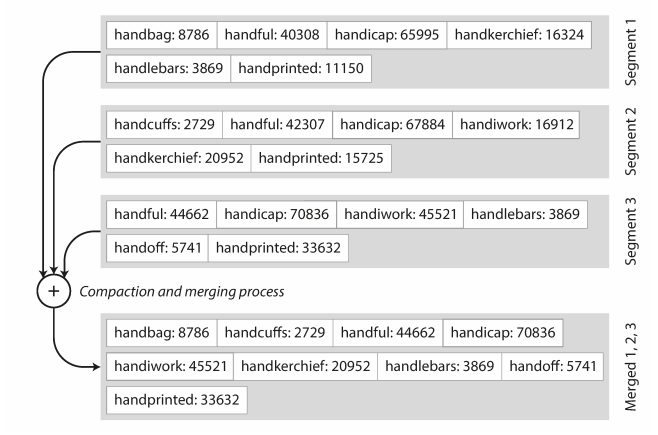 handbag: 8786 handful: 40308 handicap: 65995 handkerchief: 16324
handlebars: 3869 handprinted: 11150
Segment 1
handcuffs: 2729 handful: 42307 handicap: 67884 handiwork: 16912
handkerchief: 20952 handprinted: 15725
Segment 2
handful: 44662 handicap: 70836 handiwork: 45521 handlebars: 3869
handoff: 5741 handprinted: 33632
Segment 3
+ Compaction and merging process
handbag: 8786 handcuffs: 2729 handful: 44662 handicap: 70836
handiwork: 45521 handkerchief: 20952 handlebars: 3869 handoff: 5741
handprinted: 33632
Merged 1, 2, 3